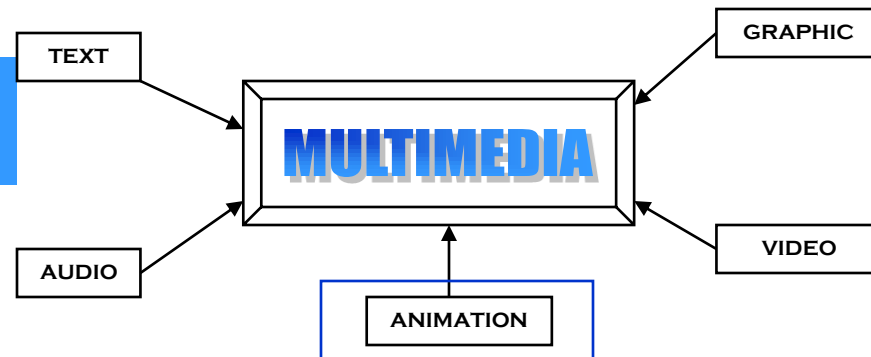 GRAPHIC
TEXT
MULTIMEDIA
AUDIO
VIDEO
ANIMATION